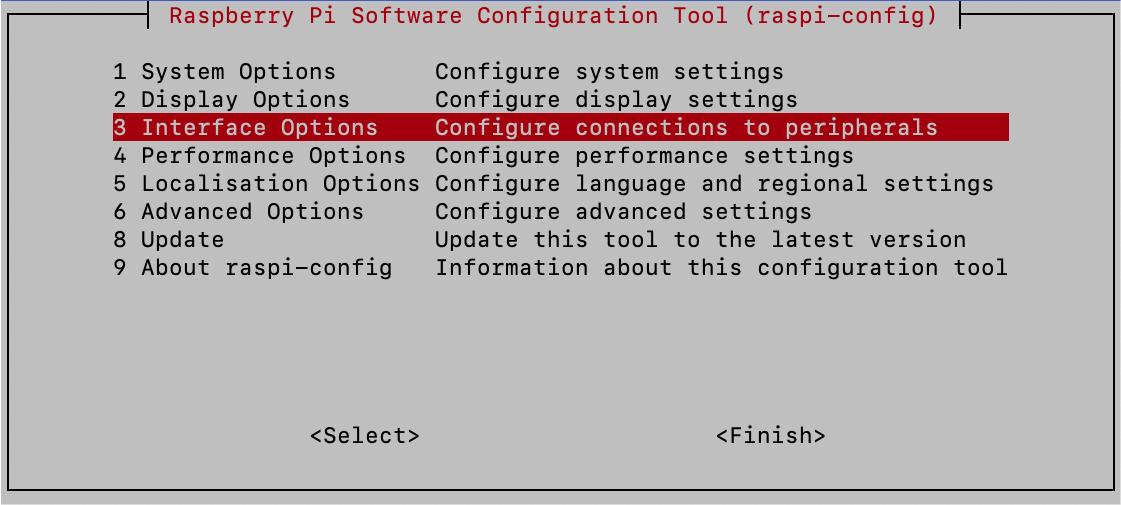 Raspberry Pi Software Configuration Tool (raspi-config)
1 System Options Configure system settings
2 Display Options Configure display settings
3 Interface Options Configure connections to peripherals
4 Performance Options Configure performance settings
5 Localisation Options Configure language and regional settings
6 Advanced Options Configure advanced settings
8 Update Update this tool to the latest version
9 About raspi-config Information about this configuration tool
<Select> <Finish>